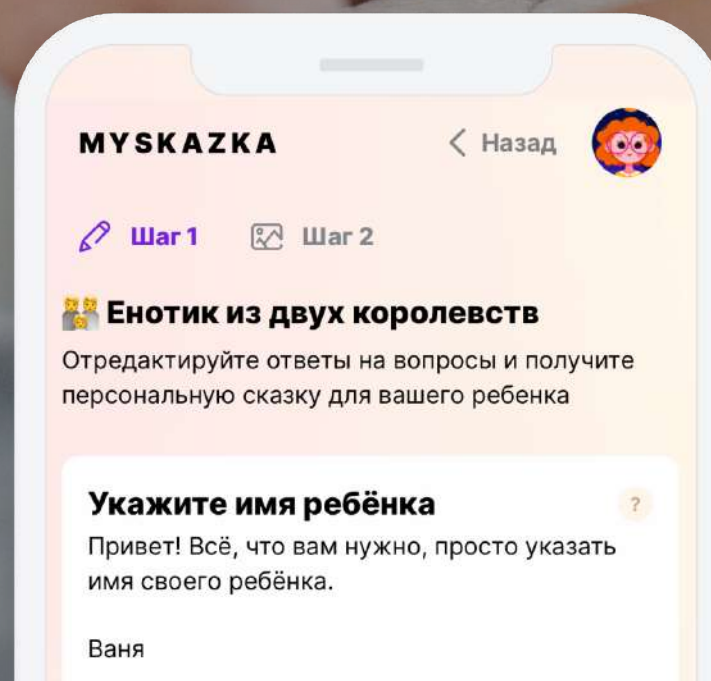 MYSKAZKA
Назад
Шаг 1
Шаг 2
Енотик из двух королевств
Отредактируйте ответы на вопросы и получите
персональную сказку для вашего ребенка
Укажите имя ребёнка
?
Привет! Всё, что вам нужно, просто указать
имя своего ребёнка.
Ваня